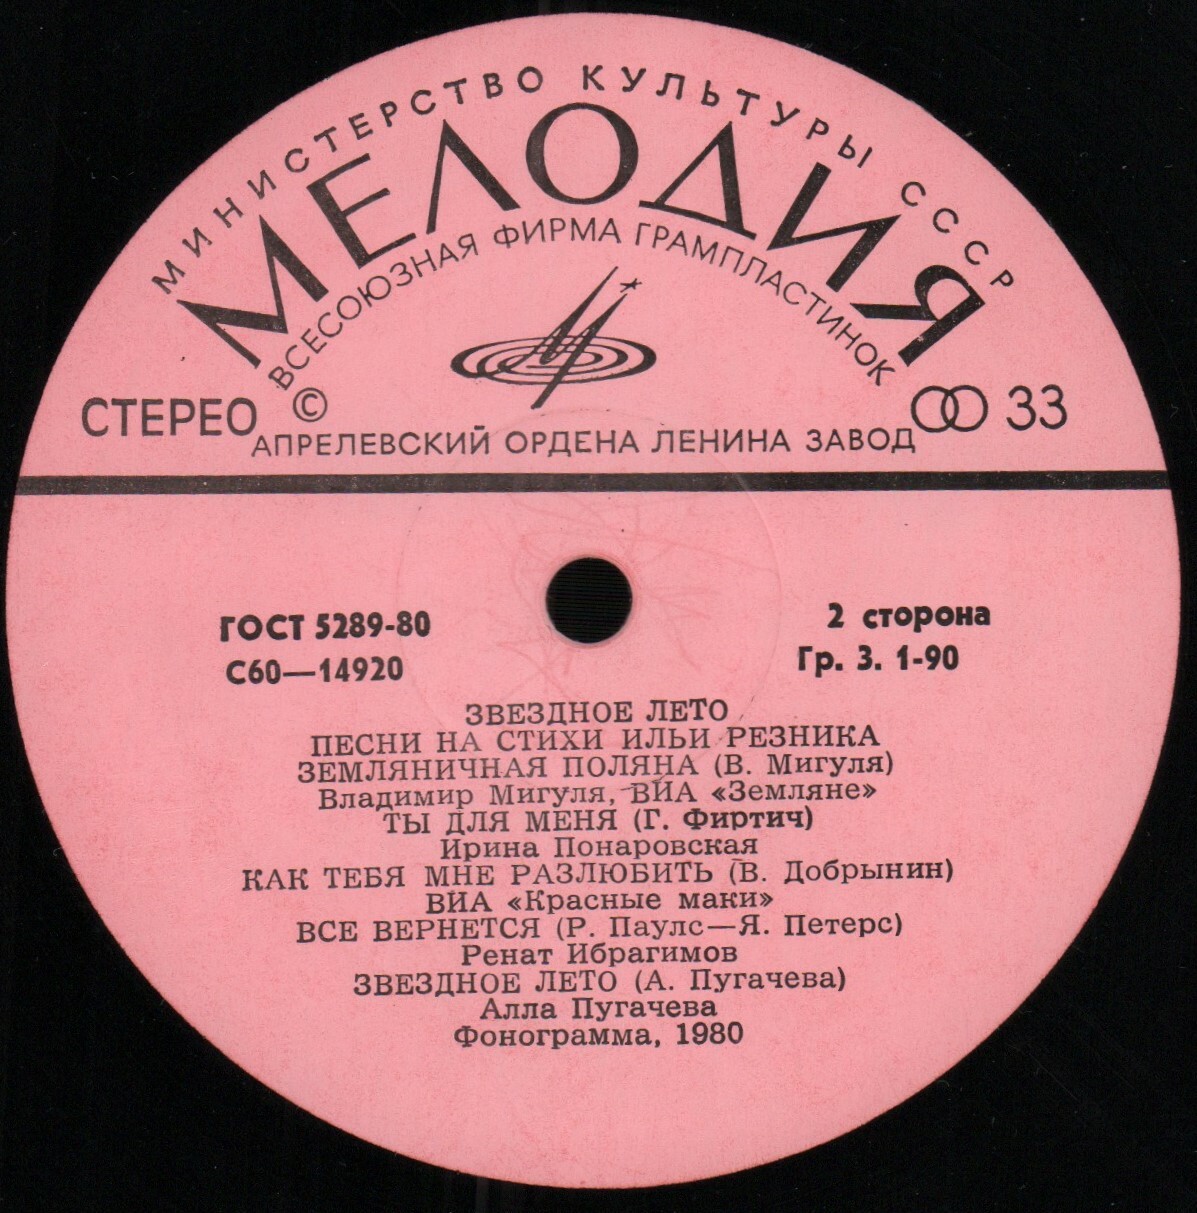 МИНИСТЕРСТВО КУЛЬТУРЫ СССР
МЕЛОДИЯ
ВСЕСОЮЗНАЯ ФИРМА ГРАМПЛАСТИНОК
СТЕРЕО © 33
АПРЕЛЕВСКИЙ ОРДЕНА ЛЕНИНА ЗАВОД
ГОСТ 5289-80
С60—14920
2 сторона
Гр. 3. 1-90
ЗВЕЗДНОЕ ЛЕТО
ПЕСНИ НА СТИХИ ИЛЬИ РЕЗНИКА
ЗЕМЛЯНИЧНАЯ ПОЛЯНА (В. Мигуля)
Владимир Мигуля, ВИА «Земляне»
ТЫ ДЛЯ МЕНЯ (Г. Фиртич)
Ирина Понаровская
КАК ТЕБЯ МНЕ РАЗЛЮБИТЬ (В. Добрынин)
ВИА «Красные маки»
ВСЕ ВЕРНЕТСЯ (Р. Паулс—Я. Петерс)
Ренат Ибрагимов
ЗВЕЗДНОЕ ЛЕТО (А. Пугачева)
Алла Пугачева
Фонограмма, 1980